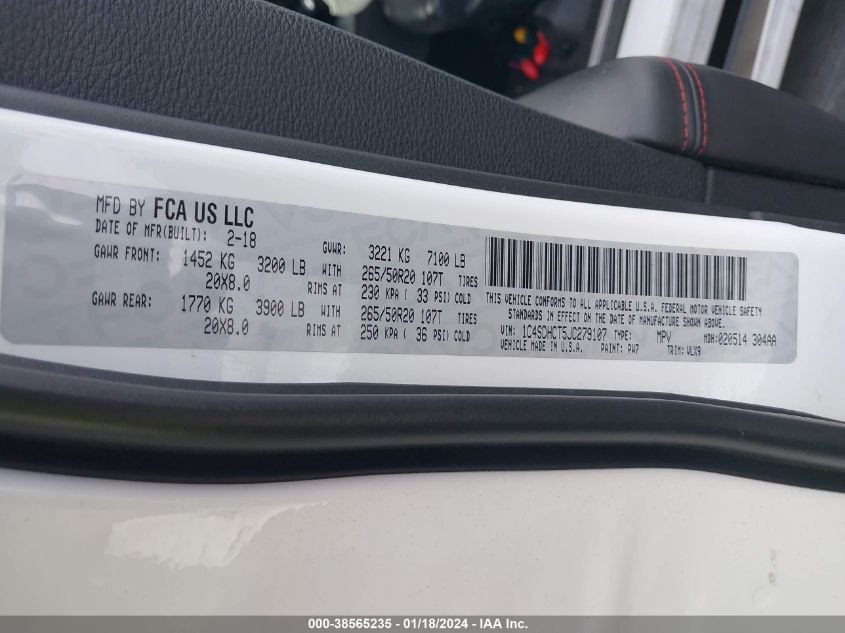 MFD BY FCA US LLC
DATE OF MFR(BUILT): 2-18
GVWR: 3221 KG 7100 LB
GAWR FRONT: 1452 KG 3200 LB WITH 265/50R20 107T TIRES
20X8.0 RIMS AT 230 KPA ( 33 PSI) COLD
GAWR REAR: 1770 KG 3900 LB WITH 265/50R20 107T TIRES
20X8.0 RIMS AT 250 KPA ( 36 PSI) COLD
THIS VEHICLE CONFORMS TO ALL APPLICABLE U.S.A. FEDERAL MOTOR VEHICLE SAFETY
STANDARDS IN EFFECT ON THE DATE OF MANUFACTURE SHOWN ABOVE.
VIN: 1C4SDHCT5JC279107 TYPE: MPV MDH:020514 304AA
VEHICLE MADE IN U.S.A. PAINT: PW7 TRIM: VLX9
000-38565235 - 01/18/2024 - IAA Inc.